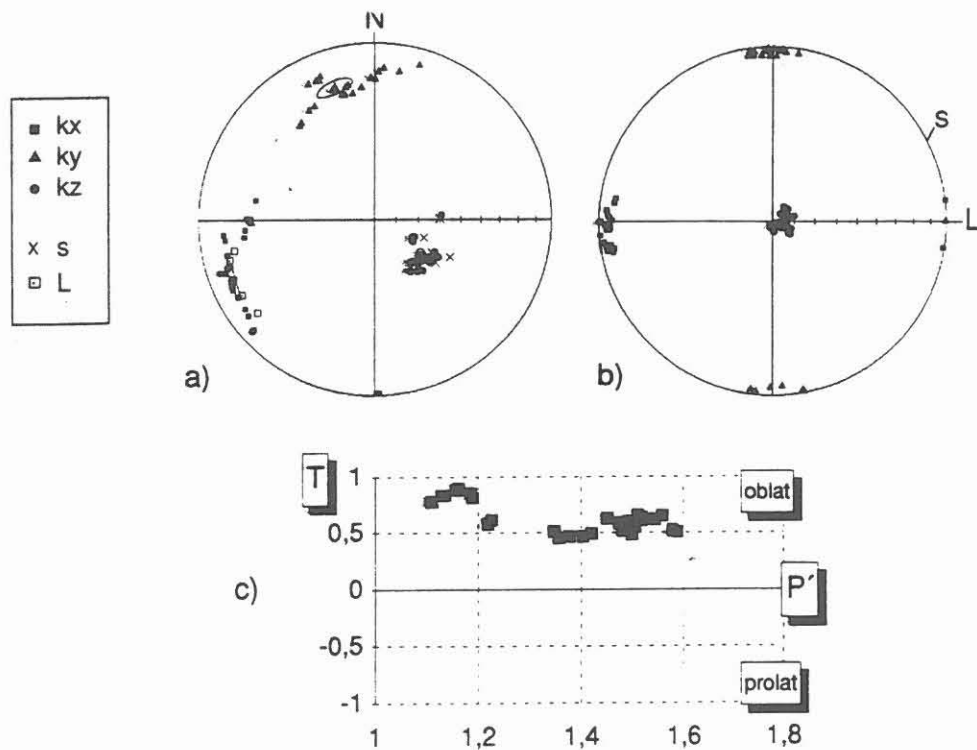 kx
ky
kz
s
L
N
a)
S
L
b)
T
1
0,5
0
-0,5
-1
oblat
P´
prolat
c)
1
1,2
1,4
1,6
1,8